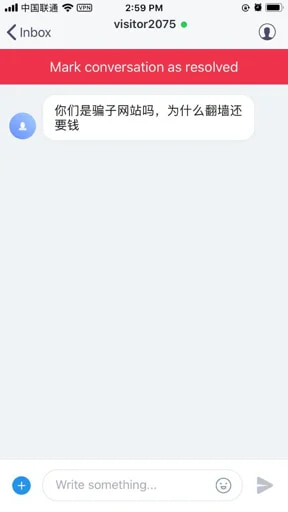 中国联通 VPN 2:59 PM
Inbox visitor2075
Mark conversation as resolved
你们是骗子网站吗，为什么翻墙还
要钱
Write something...